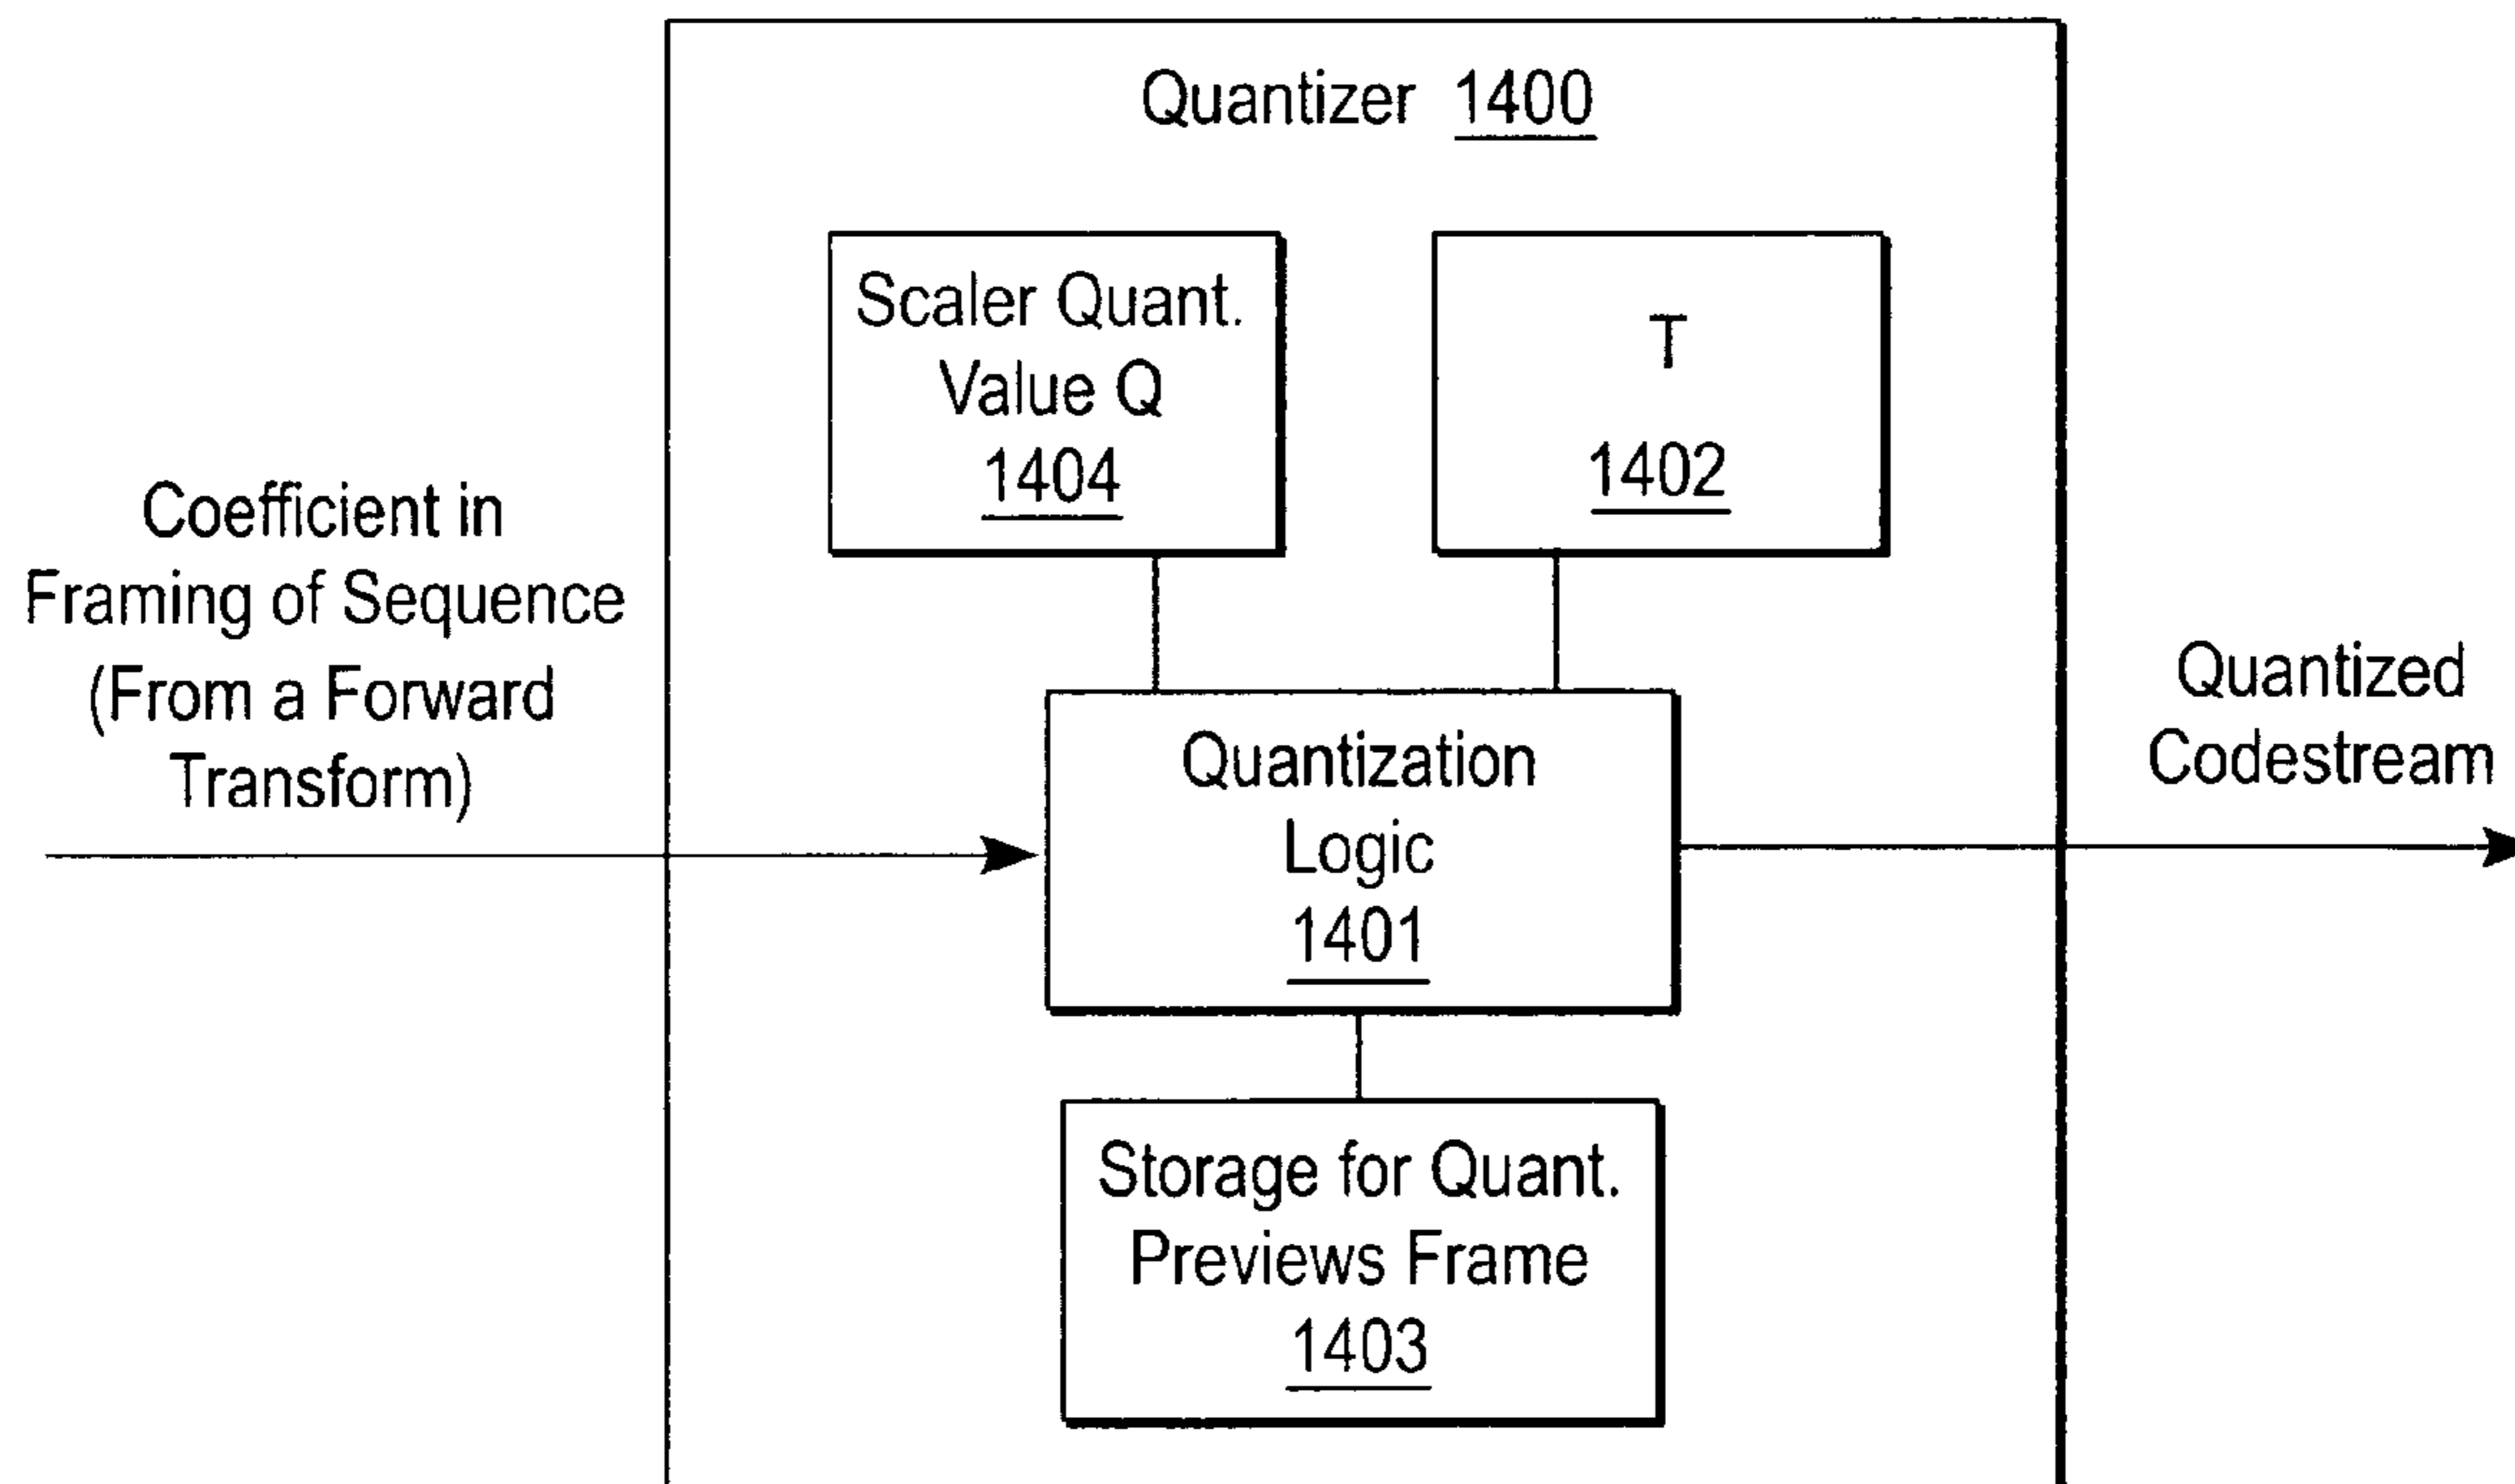 Quantizer 1400
Scaler Quant.
Value Q
1404
T
1402
Coefficient in
Framing of Sequence
(From a Forward
Transform)
Quantization
Logic
1401
Quantized
Codestream
Storage for Quant.
Previews Frame
1403